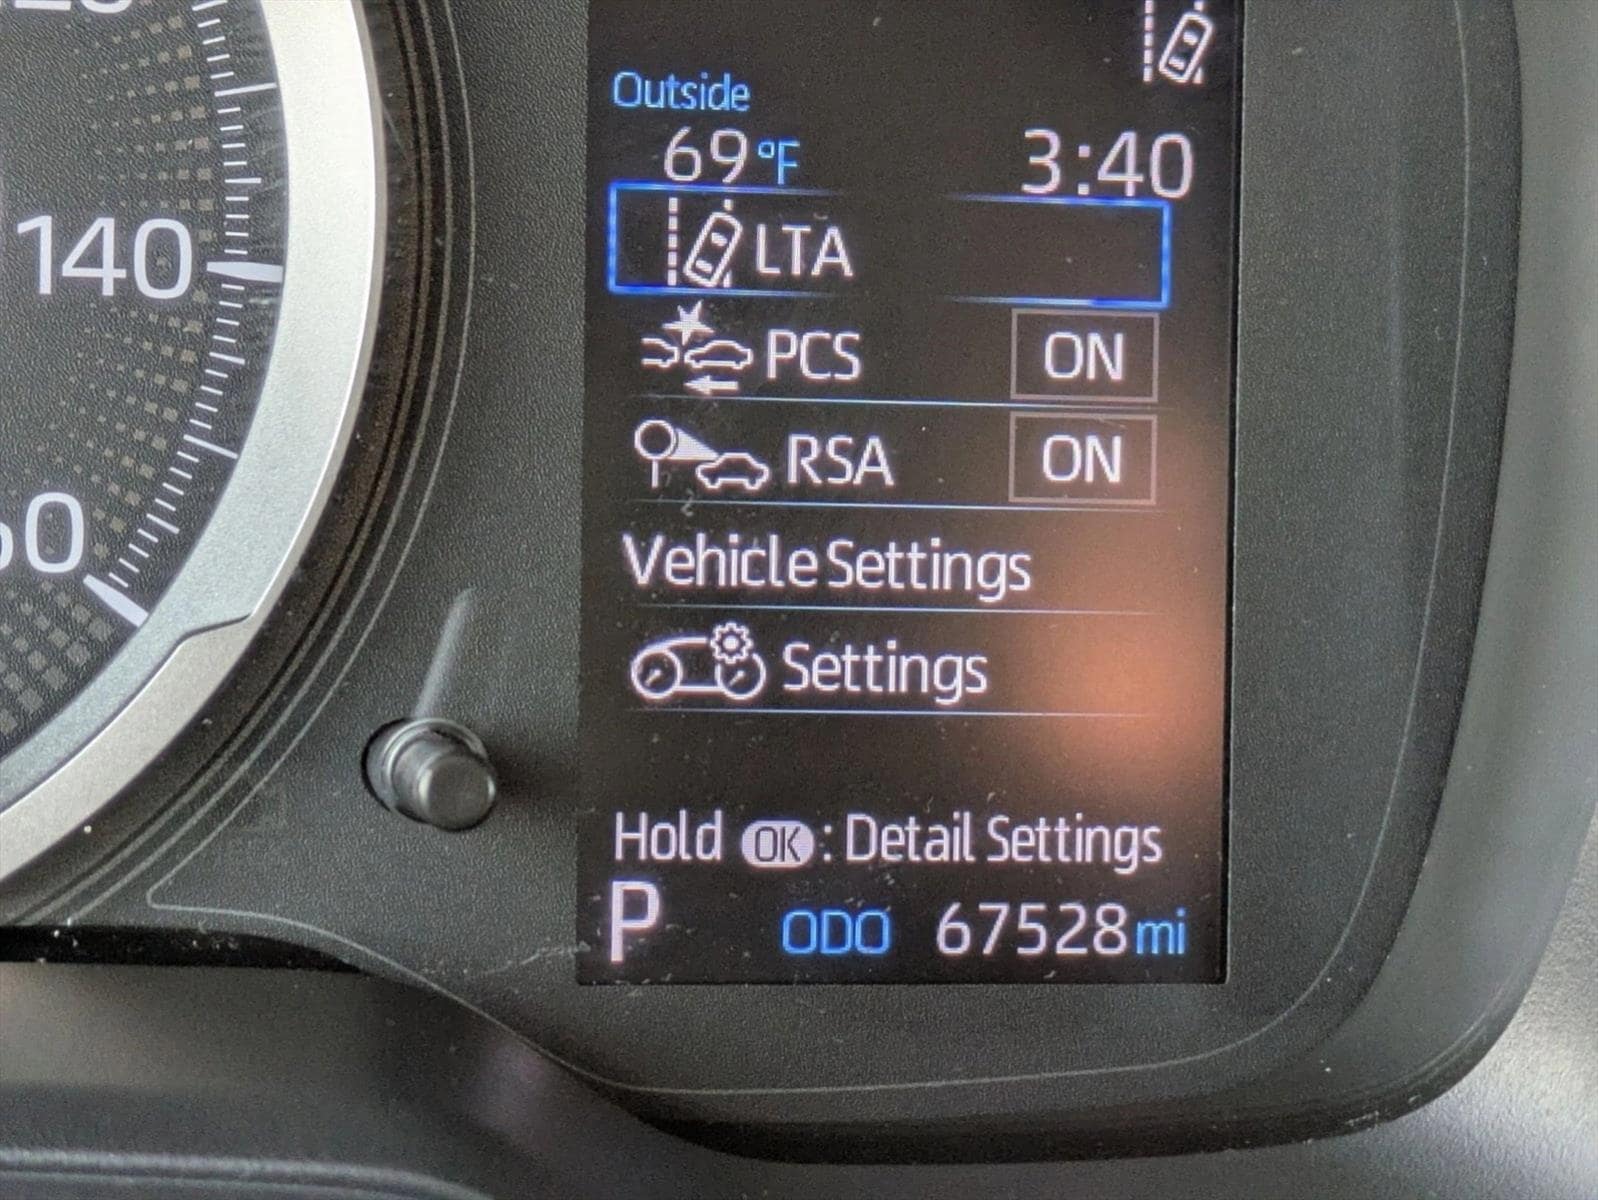 Outside
69 °F 3:40
LTA
PCS ON
RSA ON
Vehicle Settings
Settings
Hold OK : Detail Settings
P ODO 67528 mi
140